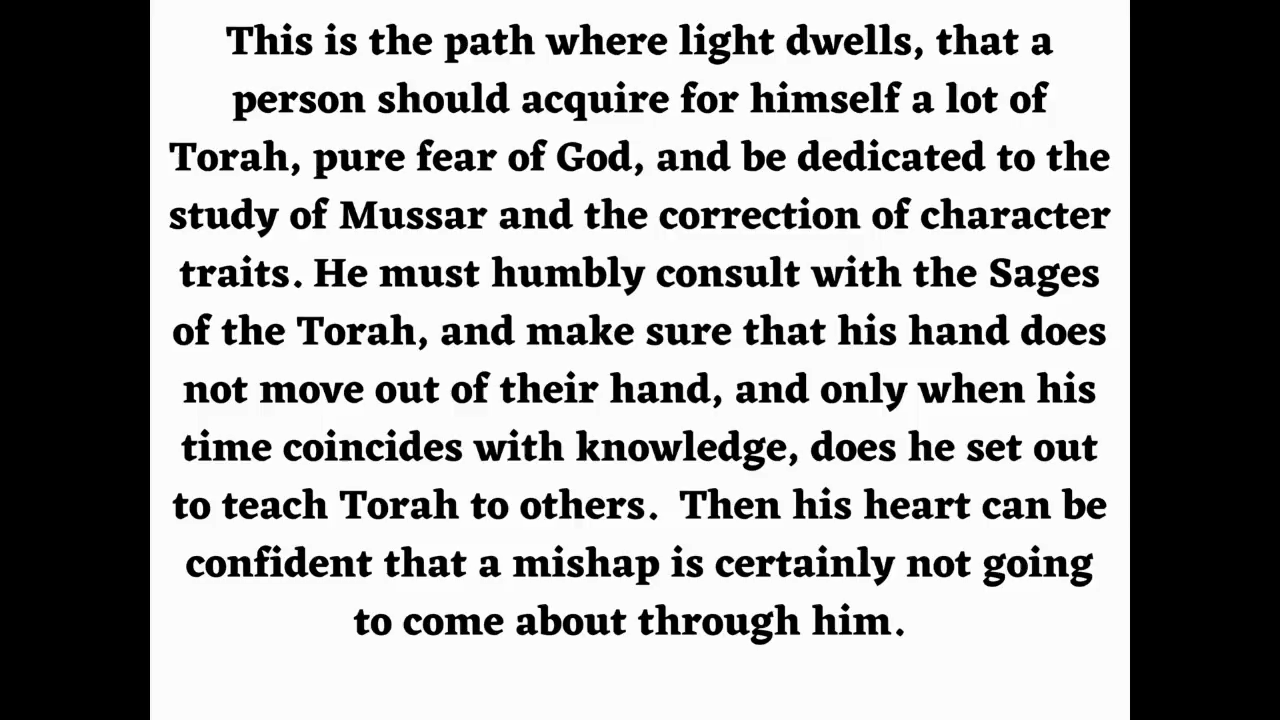 This is the path where light dwells, that a
person should acquire for himself a lot of
Torah, pure fear of God, and be dedicated to the
study of Mussar and the correction of character
traits. He must humbly consult with the Sages
of the Torah, and make sure that his hand does
not move out of their hand, and only when his
time coincides with knowledge, does he set out
to teach Torah to others.  Then his heart can be
confident that a mishap is certainly not going
to come about through him.